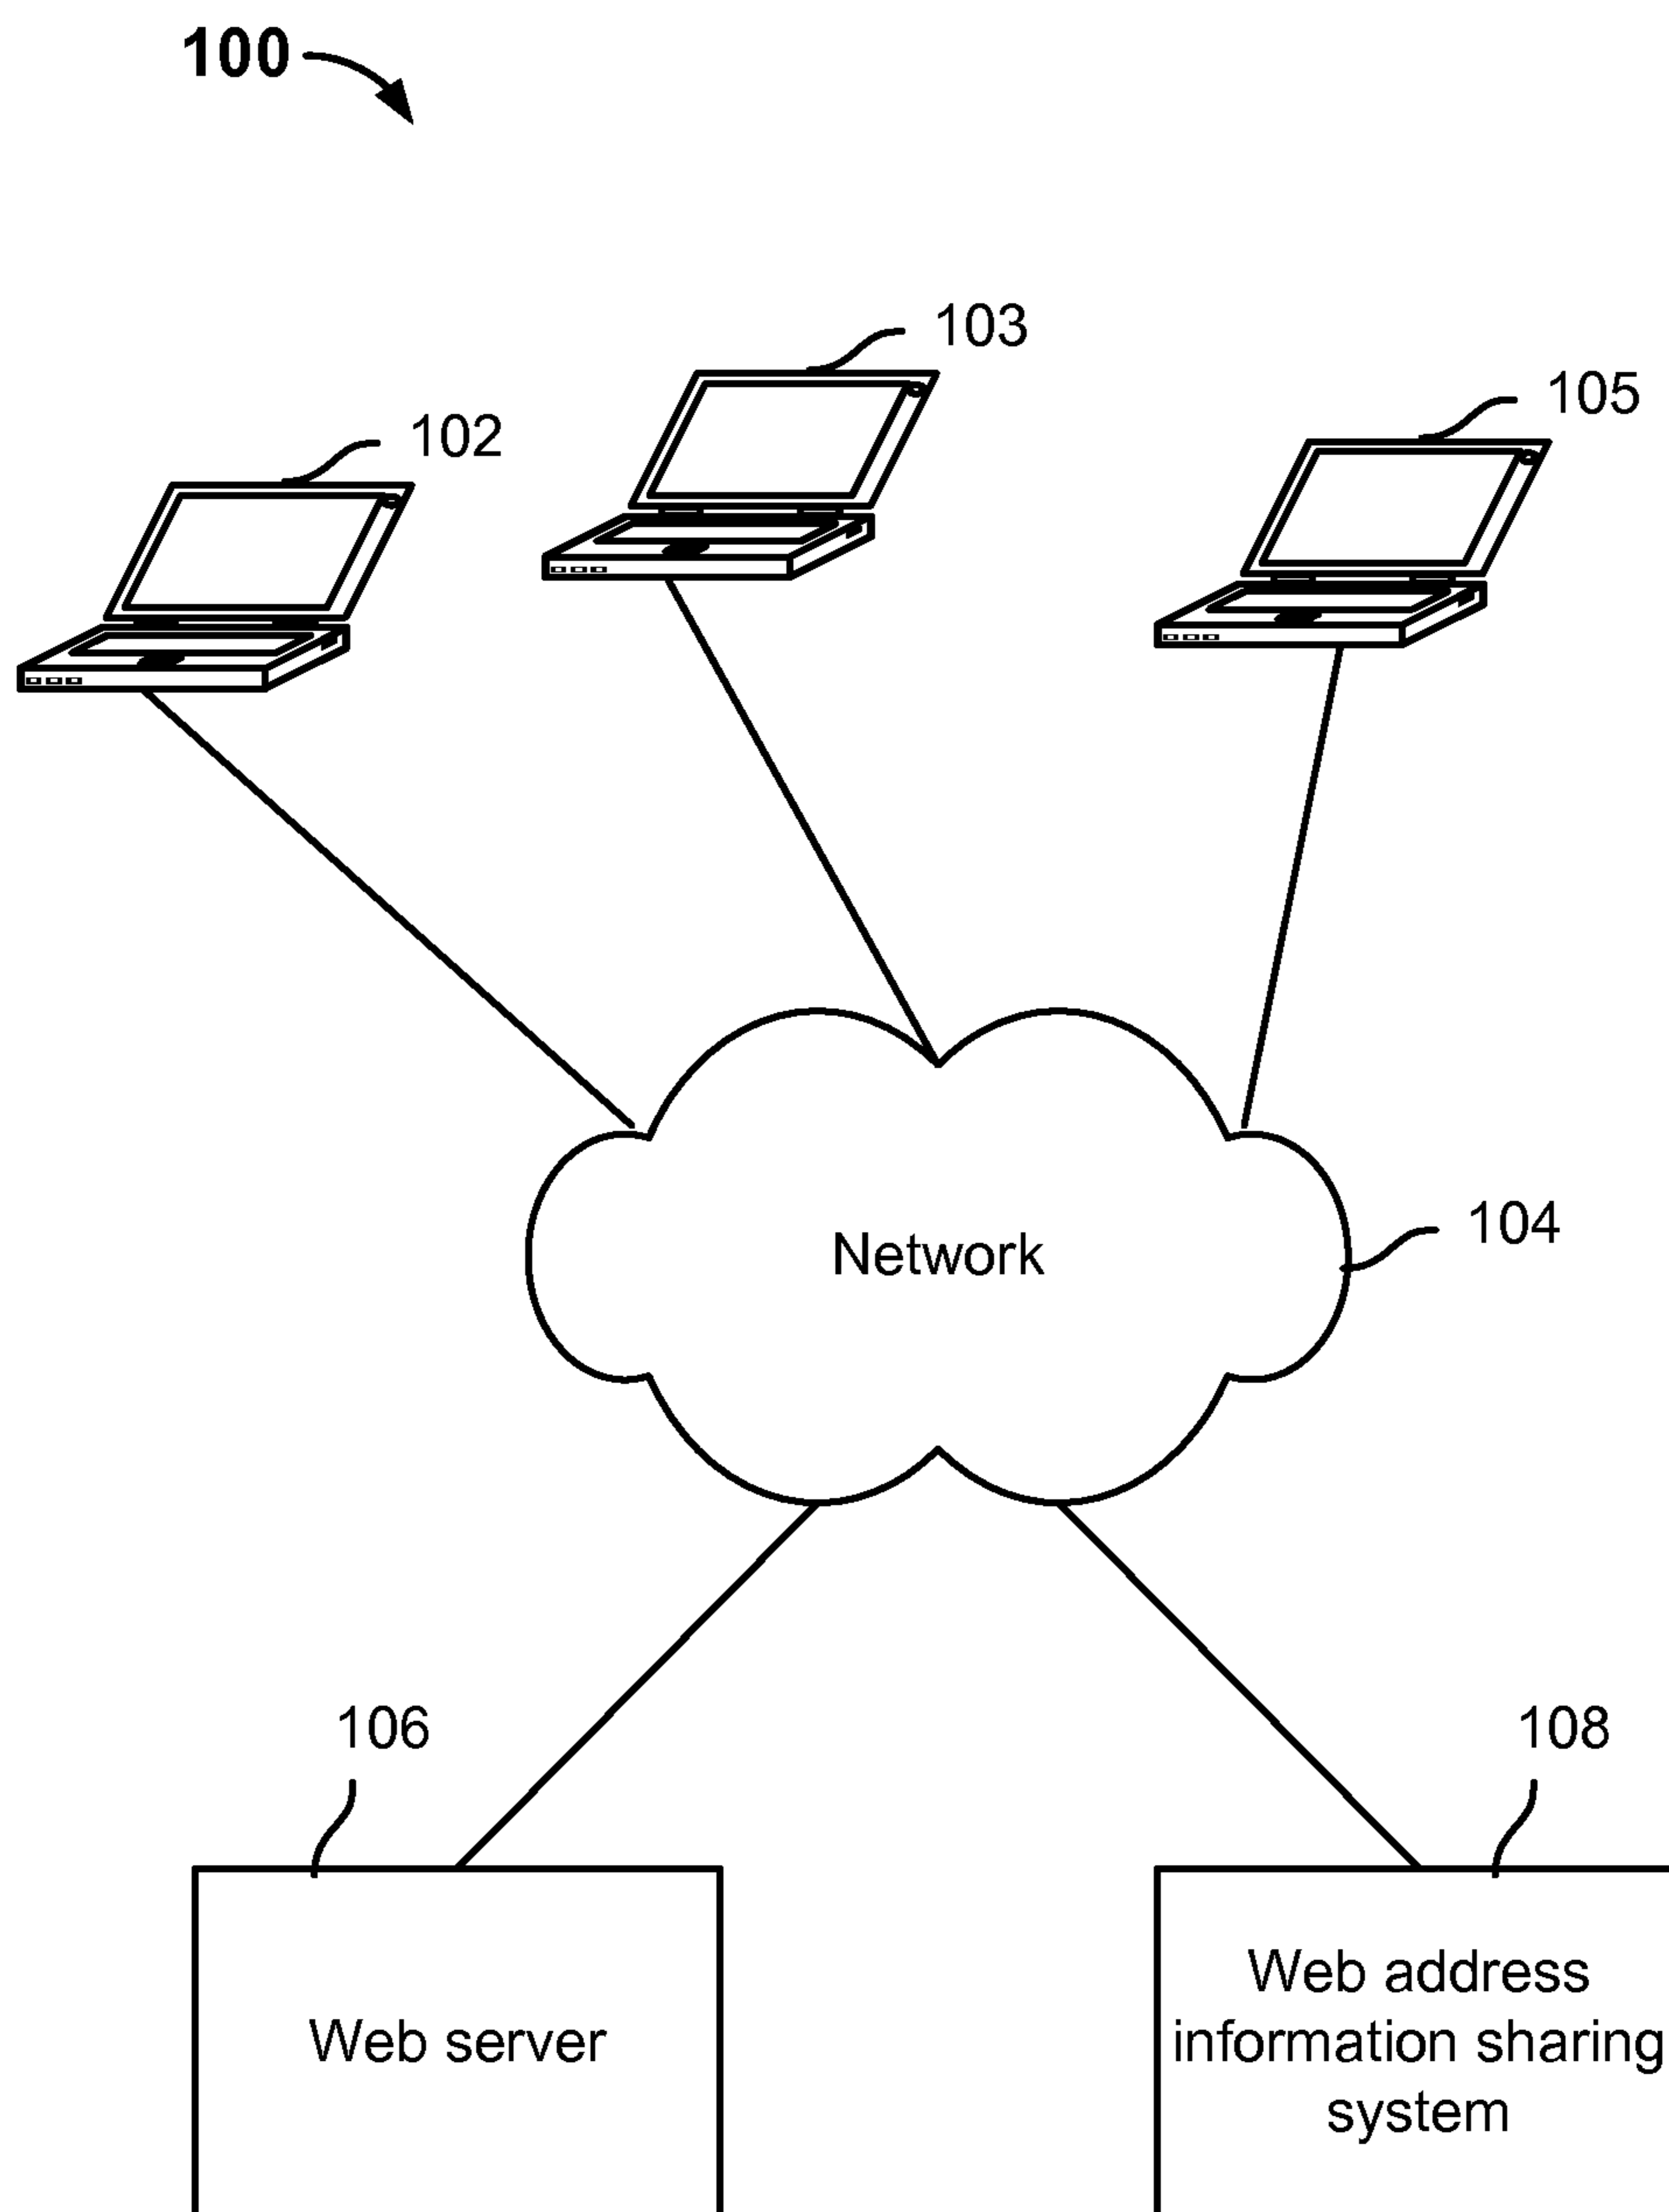 100
103
105
102
104
Network
106
108
Web server
Web address
information sharing
system